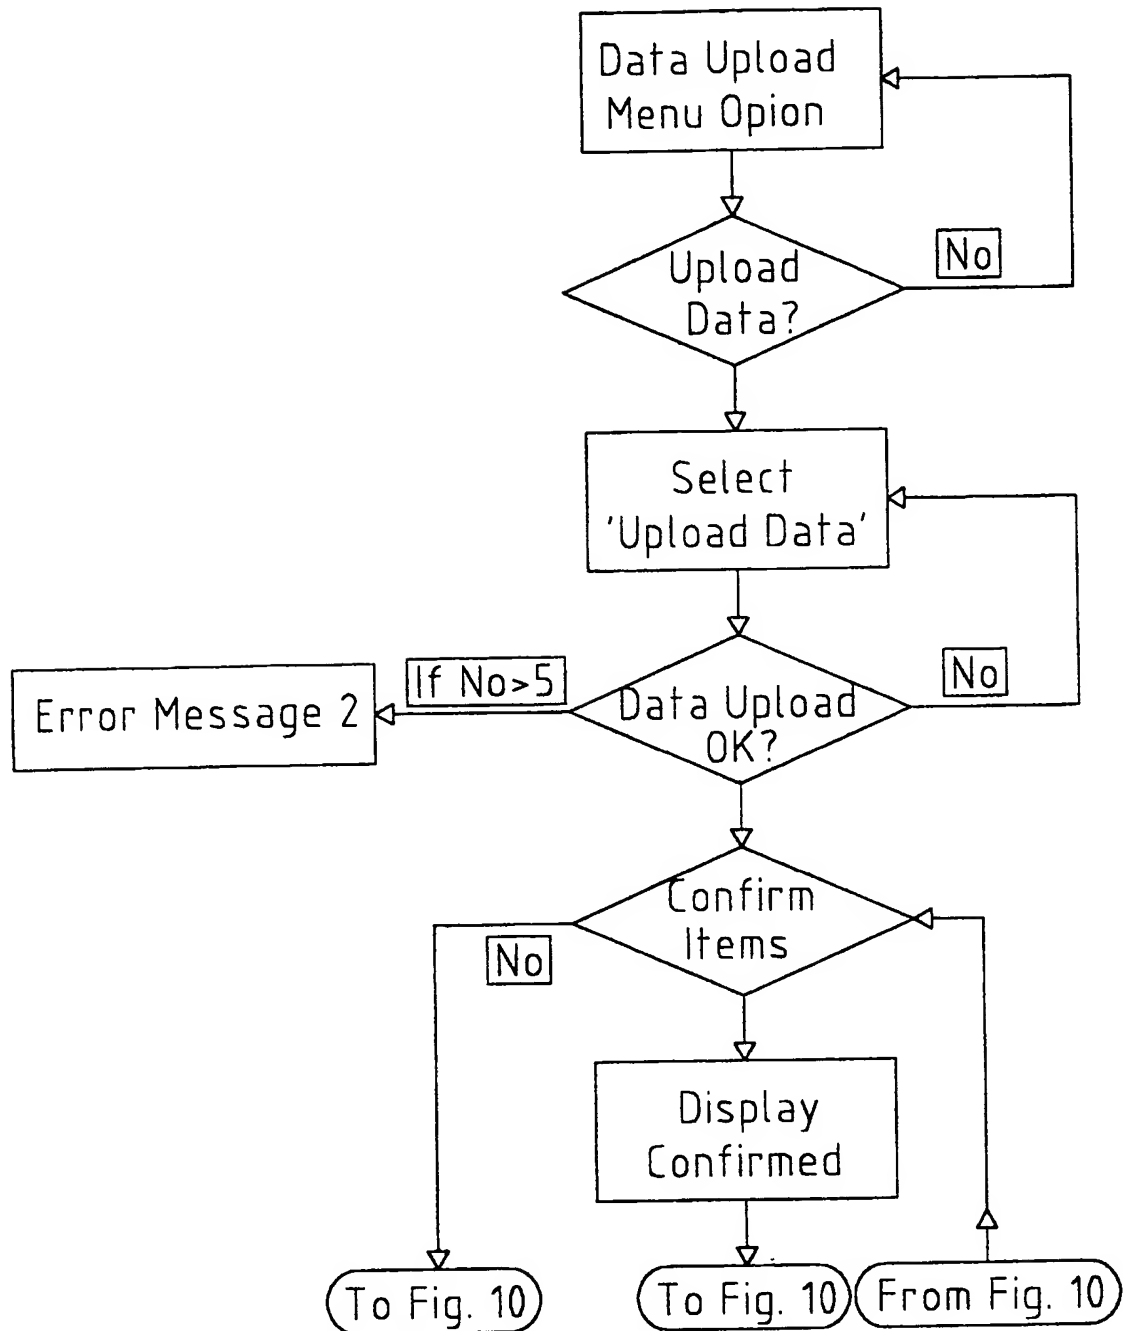 Data Upload
Menu Opion
Upload
Data?
No
Select
'Upload Data'
Error Message 2
If No>5
Data Upload
OK?
No
Confirm
Items
No
Display
Confirmed
To Fig. 10
To Fig. 10
From Fig. 10